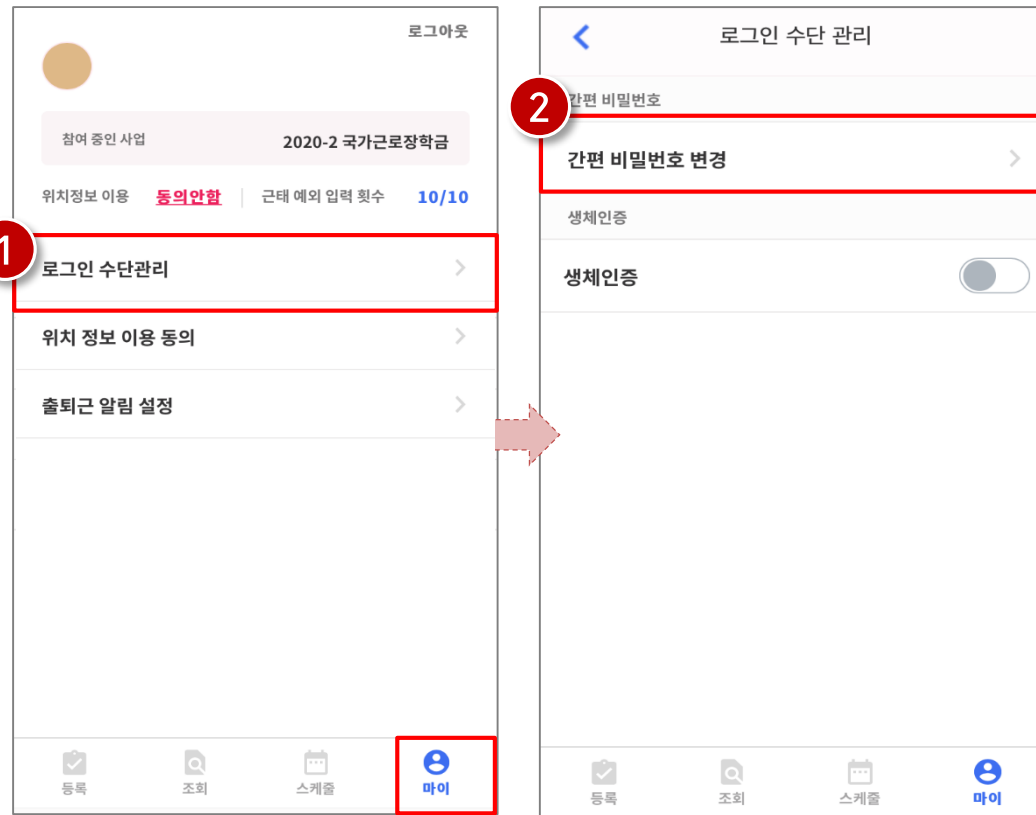 로그아웃
참여 중인 사업 2020-2 국가근로장학금
위치정보 이용 동의안함 근태 예외 입력 횟수 10/10
1
로그인 수단관리
위치 정보 이용 동의
출퇴근 알림 설정
등록 조회 스케줄 마이
로그인 수단 관리
2
간편 비밀번호
간편 비밀번호 변경
생체인증
생체인증
등록 조회 스케줄 마이